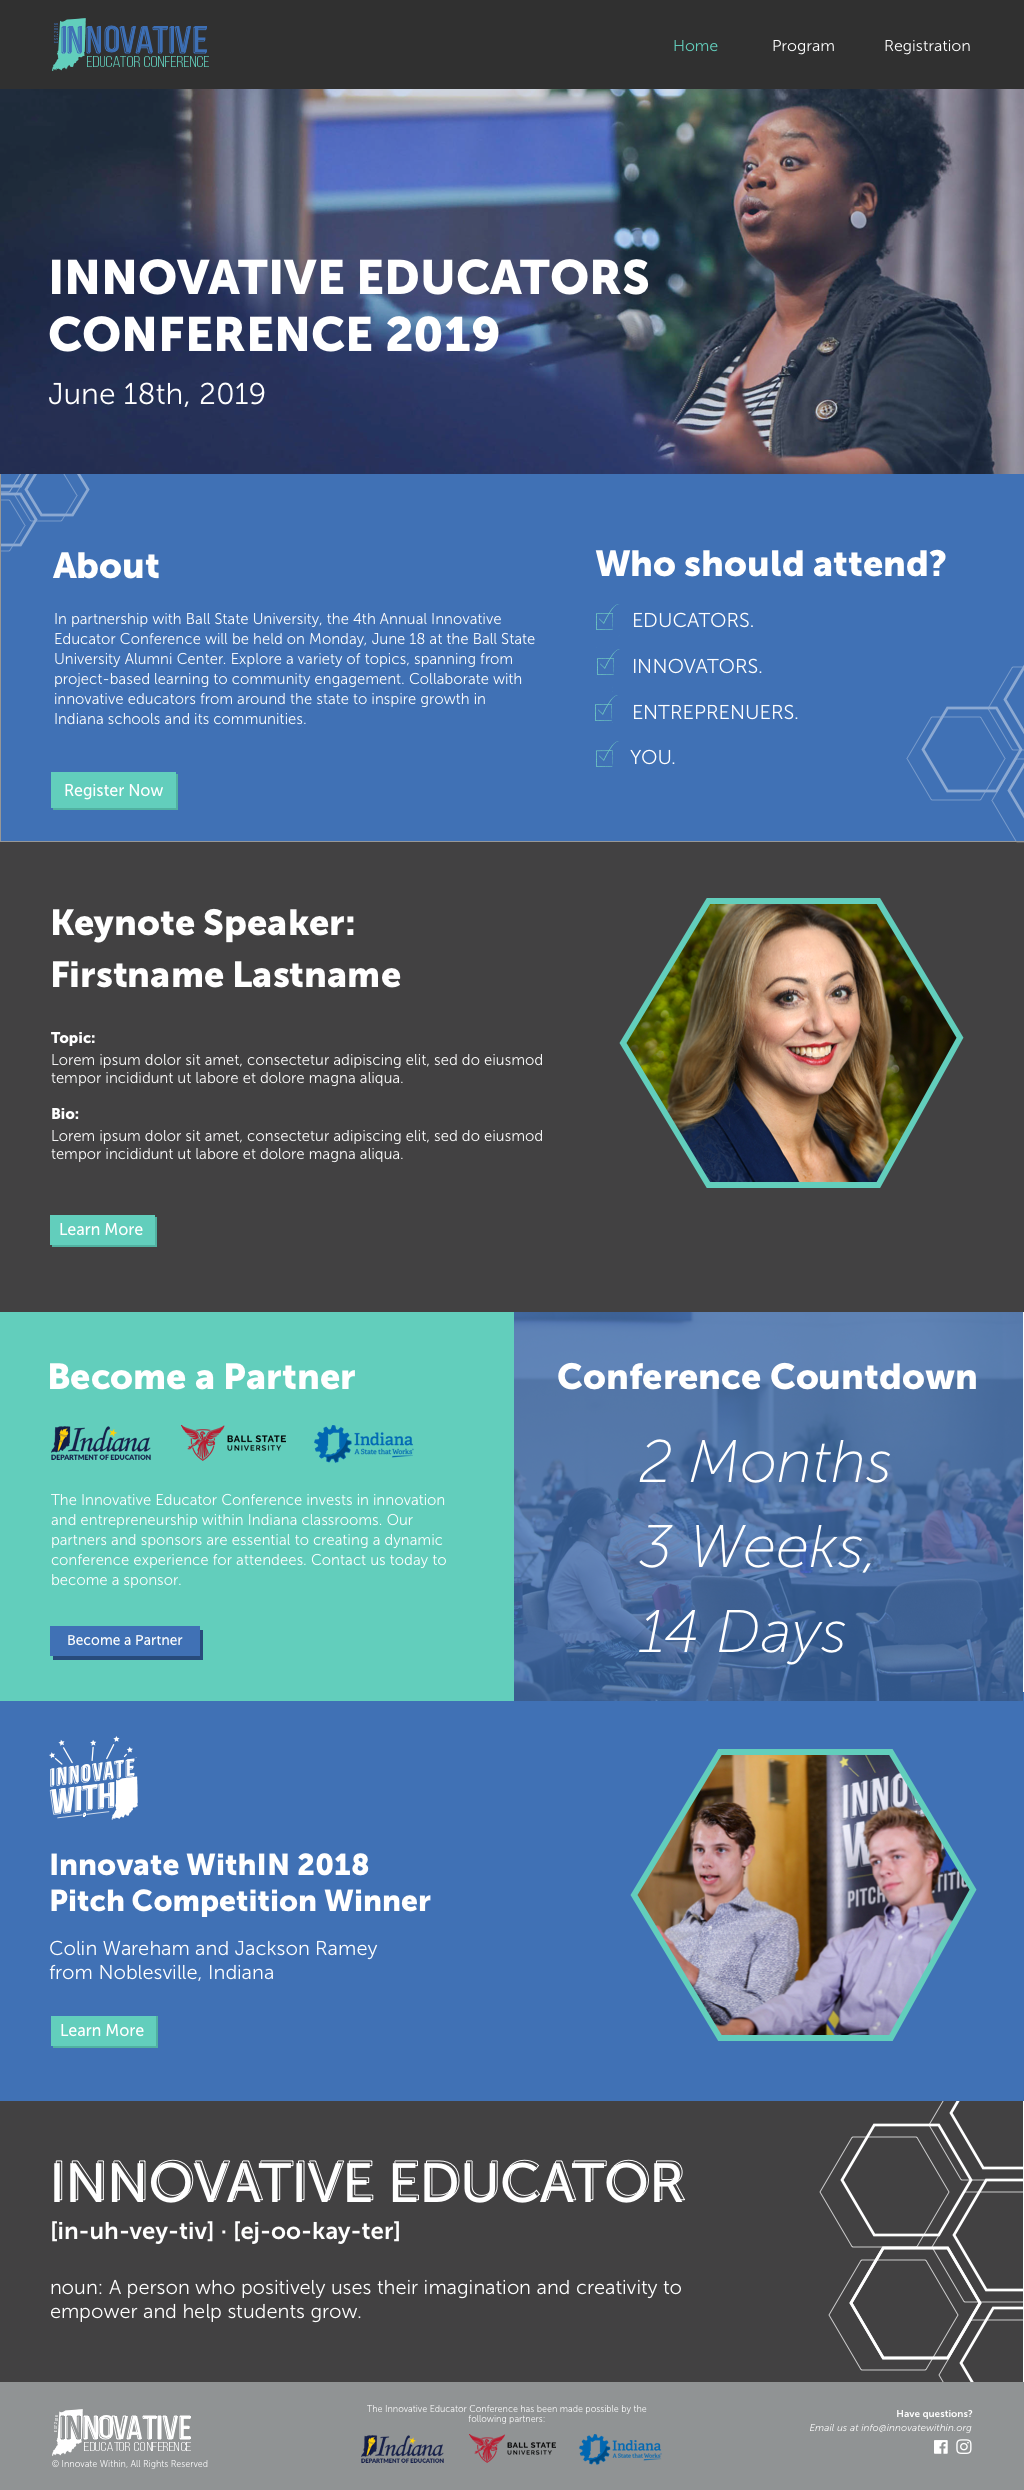 INNOVATIVE
EDUCATOR CONFERENCE
Home Program Registration
INNOVATIVE EDUCATORS
CONFERENCE 2019
June 18th, 2019
About
In partnership with Ball State University, the 4th Annual Innovative
Educator Conference will be held on Monday, June 18 at the Ball State
University Alumni Center. Explore a variety of topics, spanning from
project-based learning to community engagement. Collaborate with
innovative educators from around the state to inspire growth in
Indiana schools and its communities.
Register Now
Who should attend?
EDUCATORS.
INNOVATORS.
ENTREPRENUERS.
YOU.
Keynote Speaker:
Firstname Lastname
Topic:
Lorem ipsum dolor sit amet, consectetur adipiscing elit, sed do eiusmod
tempor incididunt ut labore et dolore magna aliqua.
Bio:
Lorem ipsum dolor sit amet, consectetur adipiscing elit, sed do eiusmod
tempor incididunt ut labore et dolore magna aliqua.
Learn More
Become a Partner
Indiana
DEPARTMENT OF EDUCATION
BALL STATE
UNIVERSITY
Indiana
A State that Works
The Innovative Educator Conference invests in innovation
and entrepreneurship within Indiana classrooms. Our
partners and sponsors are essential to creating a dynamic
conference experience for attendees. Contact us today to
become a sponsor.
Become a Partner
Conference Countdown
2 Months
3 Weeks,
14 Days
INNOVATE
WITH
Innovate WithIN 2018
Pitch Competition Winner
Colin Wareham and Jackson Ramey
from Noblesville, Indiana
Learn More
INNO
W
PITCH
INNOVATIVE EDUCATOR
[in-uh-vey-tiv] · [ej-oo-kay-ter]
noun: A person who positively uses their imagination and creativity to
empower and help students grow.
INNOVATIVE
EDUCATOR CONFERENCE
© Innovate Within, All Rights Reserved
The Innovative Educator Conference has been made possible by the
following partners:
Indiana
DEPARTMENT OF EDUCATION
BALL STATE
UNIVERSITY
Indiana
A State that Works
Have questions?
Email us at info@innovatewithin.org